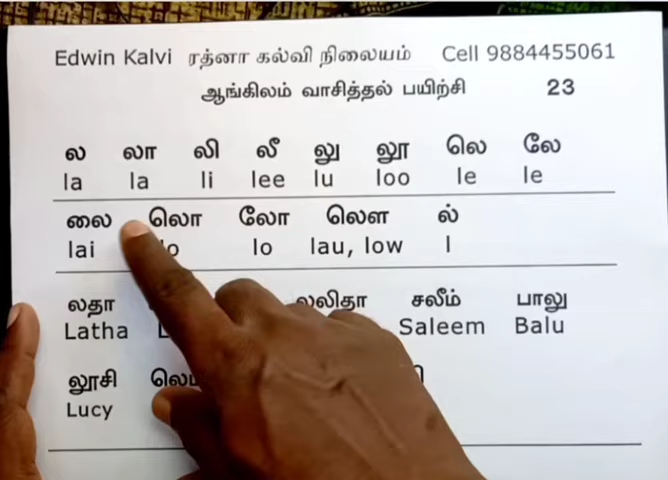 Edwin Kalvi ரத்னா கல்வி நிலையம் Cell 9884455061
ஆங்கிலம் வாசித்தல் பயிற்சி 23
ல லா லி லீ லு லூ லெ லே
la la li lee lu loo le le
லை லொ லோ லௌ ல்
lai lo lau, low l
லதா லலிதா சலீம் பாலு
Latha Saleem Balu
லூசி
Lucy